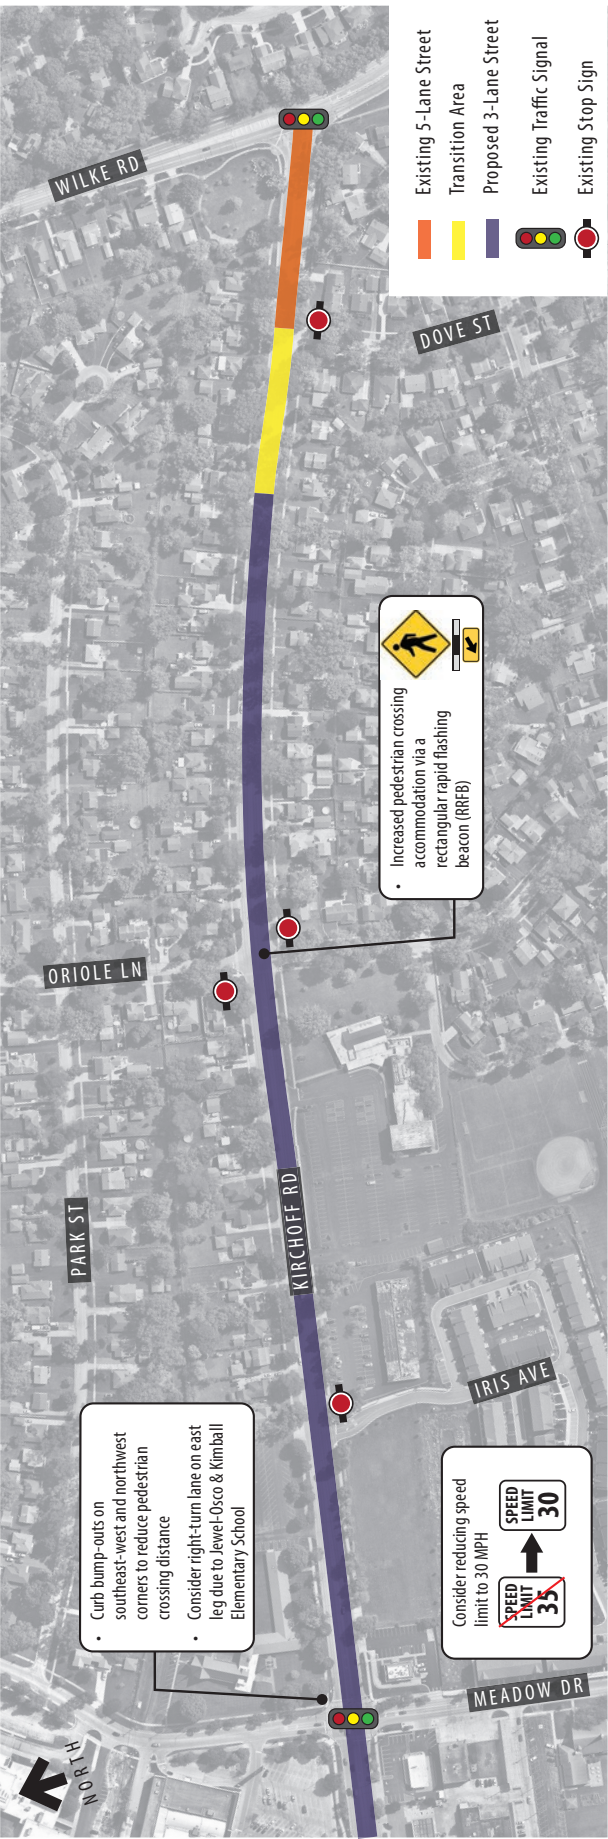 WILKE RD
Existing 5-Lane Street
Transition Area
Proposed 3-Lane Street
Existing Traffic Signal
Existing Stop Sign
DOVE ST
• Increased pedestrian crossing
accommodation via a
rectangular rapid flashing
beacon (RRFB)
ORIOLE LN
PARK ST
KIRCHOFF RD
IRIS AVE
• Curb bump-outs on
southeast-west and northwest
corners to reduce pedestrian
crossing distance
• Consider right-turn lane on east
leg due to Jewel-Osco & Kimball
Elementary School
Consider reducing speed
limit to 30 MPH
SPEED
LIMIT
35
SPEED
LIMIT
30
MEADOW DR
NORTH